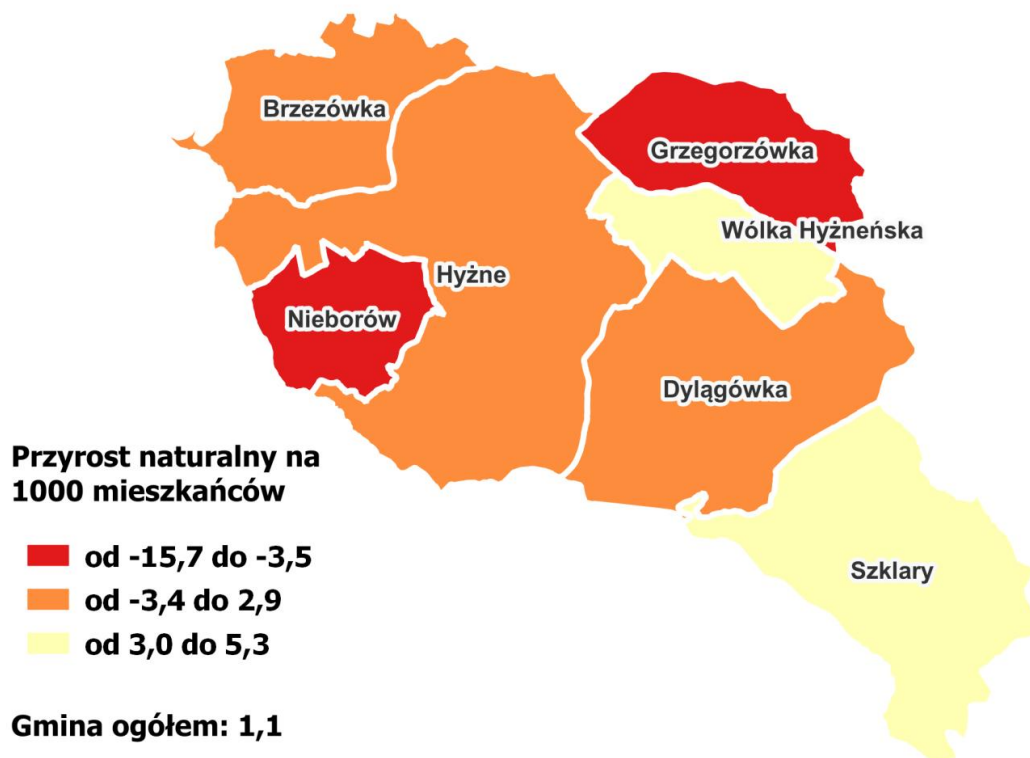 Brzezówka
Grzegorzówka
Wólka Hyżneńska
Hyżne
Nieborów
Dylągówka
Szklary
Przyrost naturalny na
1000 mieszkańców
od -15,7 do -3,5
od -3,4 do 2,9
od 3,0 do 5,3
Gmina ogółem: 1,1